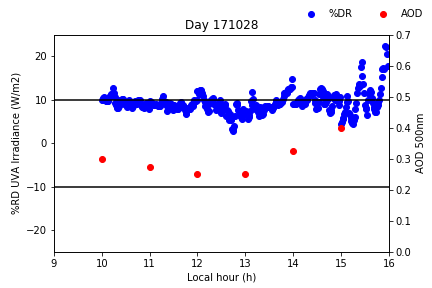 %DR AOD
Day 171028
%RD UVA Irradiance (W/m2)
20
10
0
−10
−20
0.7
0.6
0.5
0.4
0.3
0.2
0.1
0.0
AOD 500nm
9 10 11 12 13 14 15 16
Local hour (h)